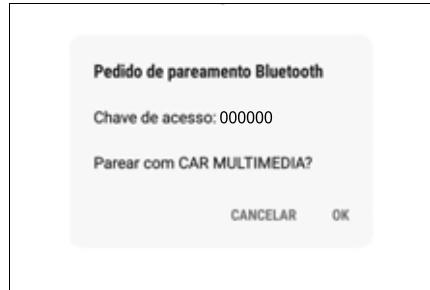 Pedido de pareamento Bluetooth
Chave de acesso: 000000
Parear com CAR MULTIMEDIA?
CANCELAR OK